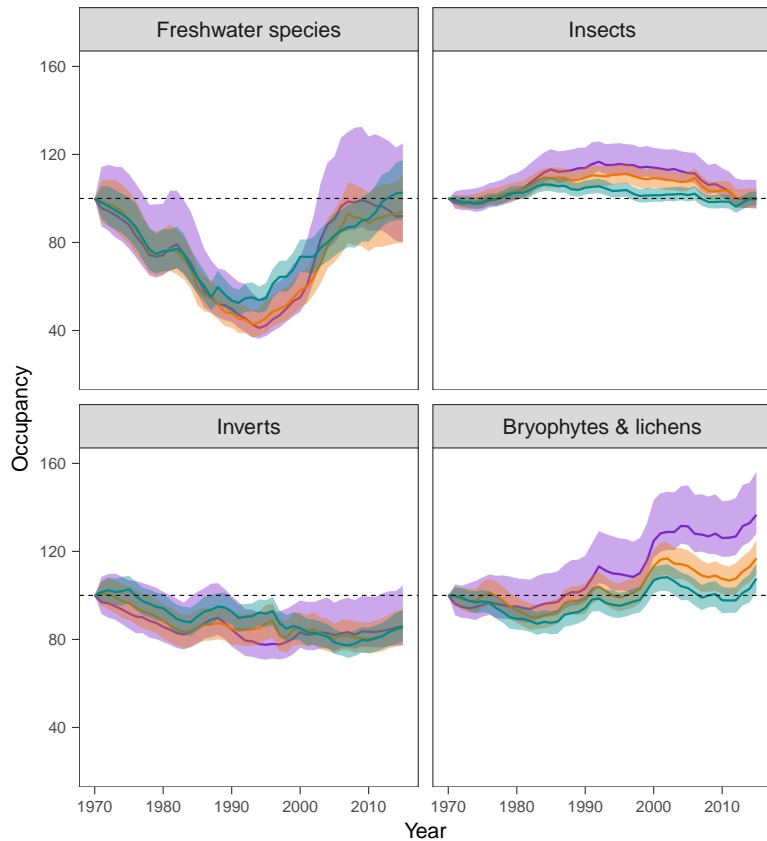 Freshwater species
Insects
160
120
80
40
Occupancy
Inverts
Bryophytes & lichens
160
120
80
40
1970 1980 1990 2000 2010
1970 1980 1990 2000 2010
Year